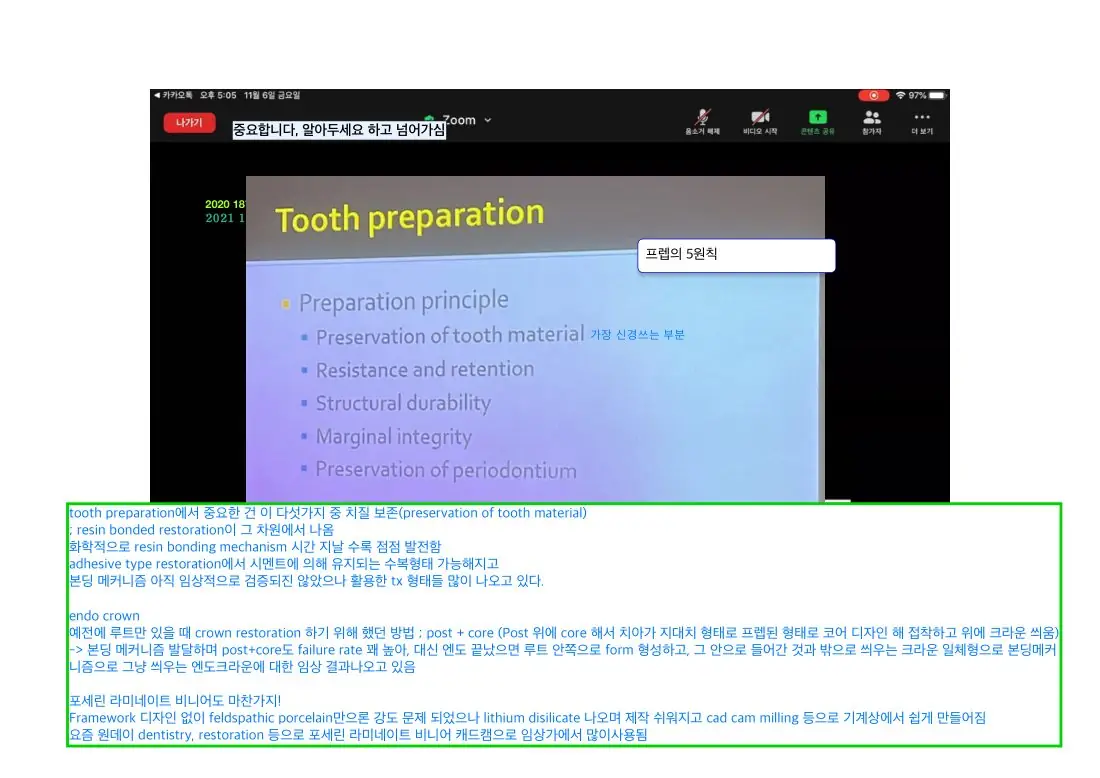 ◀ 카카오톡 오후 5:05 11월 6일 금요일
97%
나가기
중요합니다, 알아두세요 하고 넘어가심
Zoom
음소거 해제
비디오 시작
콘텐츠 공유
참가자
더 보기
2020 18
2021 1
Tooth preparation
프렙의 5원칙
Preparation principle
Preservation of tooth material 가장 신경쓰는 부분
Resistance and retention
Structural durability
Marginal integrity
Preservation of periodontium
tooth preparation에서 중요한 건 이 다섯가지 중 치질 보존(preservation of tooth material)
; resin bonded restoration이 그 차원에서 나옴
화학적으로 resin bonding mechanism 시간 지날 수록 점점 발전함
adhesive type restoration에서 시멘트에 의해 유지되는 수복형태 가능해지고
본딩 메커니즘 아직 임상적으로 검증되진 않았으나 활용한 tx 형태들 많이 나오고 있다.
endo crown
예전에 루트만 있을 때 crown restoration 하기 위해 했던 방법 ; post + core (Post 위에 core 해서 치아가 지대치 형태로 프렙된 형태로 코어 디자인 해 접착하고 위에 크라운 씌움)
-> 본딩 메커니즘 발달하며 post+core도 failure rate 꽤 높아, 대신 엔도 끝났으면 루트 안쪽으로 form 형성하고, 그 안으로 들어간 것과 밖으로 씌우는 크라운 일체형으로 본딩메커
니즘으로 그냥 씌우는 엔도크라운에 대한 임상 결과나오고 있음
포세린 라미네이트 비니어도 마찬가지!
Framework 디자인 없이 feldspathic porcelain만으론 강도 문제 되었으나 lithium disilicate 나오며 제작 쉬워지고 cad cam milling 등으로 기계상에서 쉽게 만들어짐
요즘 원데이 dentistry, restoration 등으로 포세린 라미네이트 비니어 캐드캠으로 임상가에서 많이사용됨